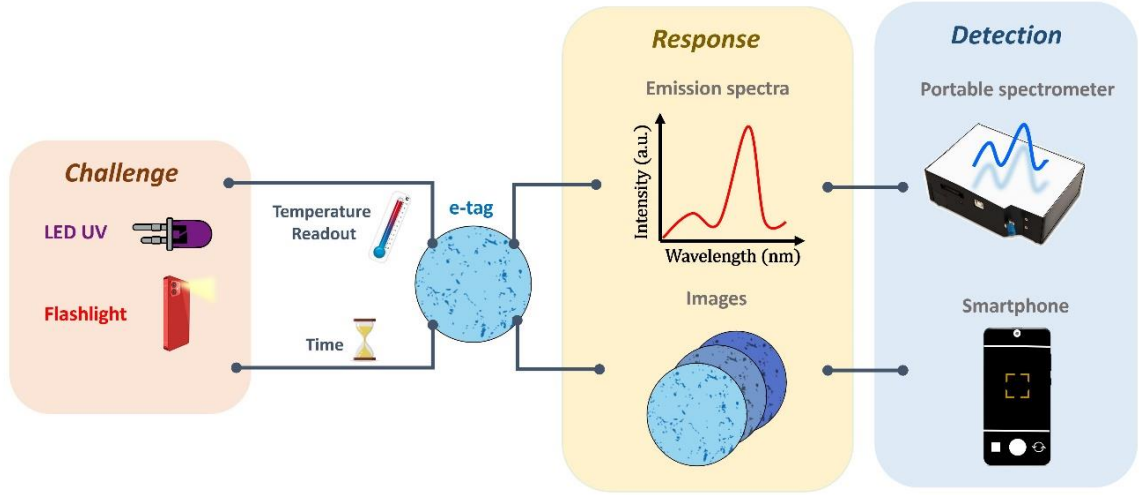 Challenge
LED UV
Flashlight
Temperature
Readout
Time
e-tag
Response
Emission spectra
Intensity (a.u.)
Wavelength (nm)
Images
Detection
Portable spectrometer
Smartphone